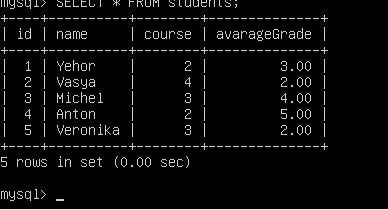 mysql> SELECT * FROM students;
+----+----------+--------+--------------+
| id | name     | course | avarageGrade |
+----+----------+--------+--------------+
|  1 | Yehor    |      2 |         3.00 |
|  2 | Vasya    |      4 |         2.00 |
|  3 | Michel   |      3 |         4.00 |
|  4 | Anton    |      2 |         5.00 |
|  5 | Veronika |      3 |         2.00 |
+----+----------+--------+--------------+
5 rows in set (0.00 sec)
mysql> _